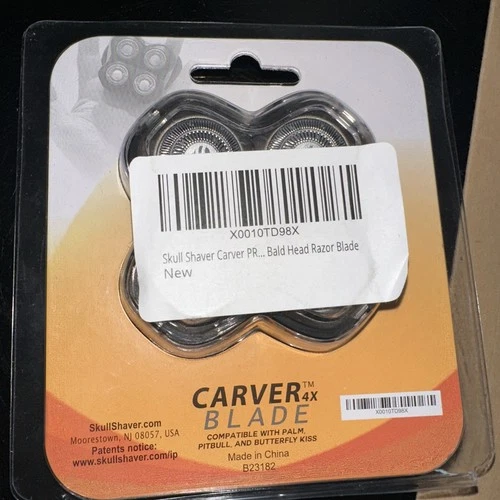 X0010TD98X
Skull Shaver Carver PR... Bald Head Razor Blade
New
CARVER™ 4X
BLADE
COMPATIBLE WITH PALM,
PITBULL, AND BUTTERFLY KISS
Made in China
B23182
SkullShaver.com
Moorestown, NJ 08057, USA
Patents notice:
www.skullshaver.com/ip
X0010TD98X